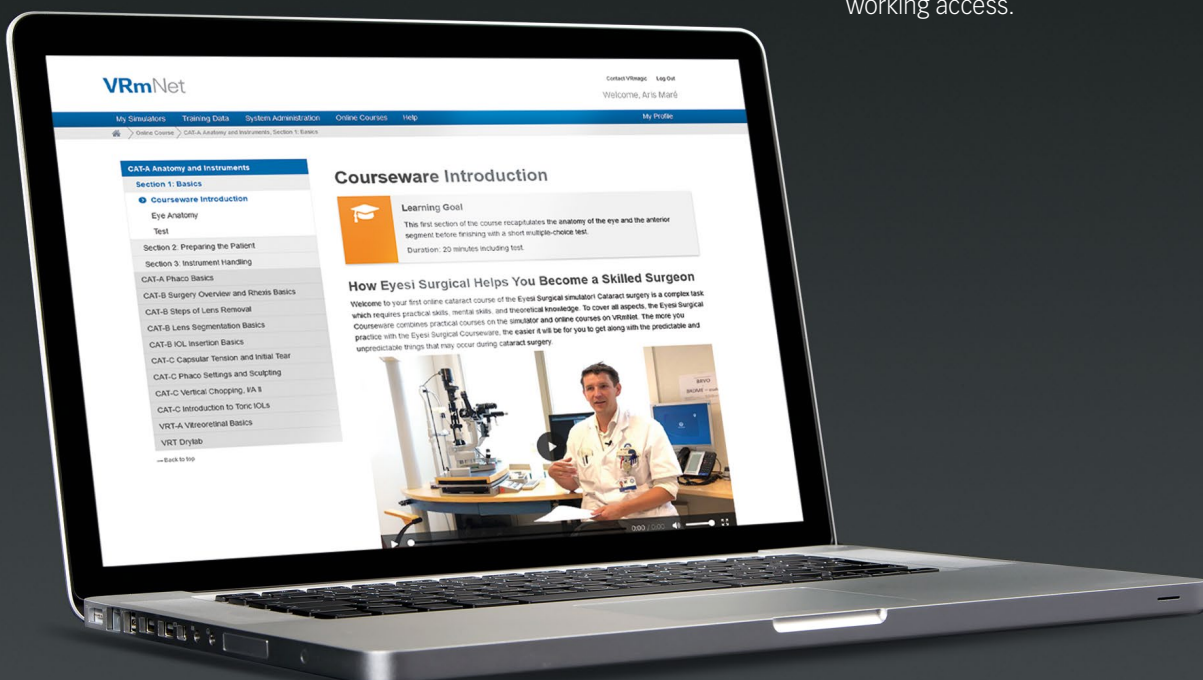 working access.
VRmNet
Contact VRmagic Log Out
Welcome, Aris Maré
My Simulators Training Data System Administration Online Courses Help My Profile
Online Course CAT-A Anatomy and Instruments, Section 1: Basics
CAT-A Anatomy and Instruments
Section 1: Basics
Courseware Introduction
Eye Anatomy
Test
Section 2: Preparing the Patient
Section 3: Instrument Handling
CAT-A Phaco Basics
CAT-B Surgery Overview and Rhexis Basics
CAT-B Steps of Lens Removal
CAT-B Lens Segmentation Basics
CAT-B IOL Insertion Basics
CAT-C Capsular Tension and Initial Tear
CAT-C Phaco Settings and Sculpting
CAT-C Vertical Chopping, I/A II
CAT-C Introduction to Toric IOLs
VRT-A Vitreoretinal Basics
VRT Drylab
Back to top
Courseware Introduction
Learning Goal
This first section of the course recapitulates the anatomy of the eye and the anterior
segment before finishing with a short multiple-choice test.
Duration: 20 minutes including test.
How Eyesi Surgical Helps You Become a Skilled Surgeon
Welcome to your first online cataract course of the Eyesi Surgical simulator! Cataract surgery is a complex task
which requires practical skills, mental skills, and theoretical knowledge. To cover all aspects, the Eyesi Surgical
Courseware combines practical courses on the simulator and online courses on VRmNet. The more you
practice with the Eyesi Surgical Courseware, the easier it will be for you to get along with the predictable and
unpredictable things that may occur during cataract surgery.
0:00 / 0:00